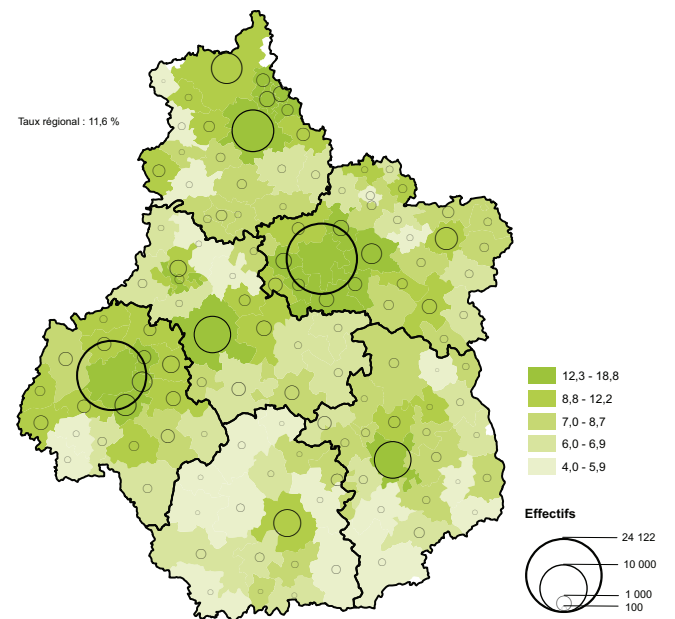 Taux régional : 11,6 %
12,3 - 18,8
8,8 - 12,2
7,0 - 8,7
6,0 - 6,9
4,0 - 5,9
Effectifs
24 122
10 000
1 000
100